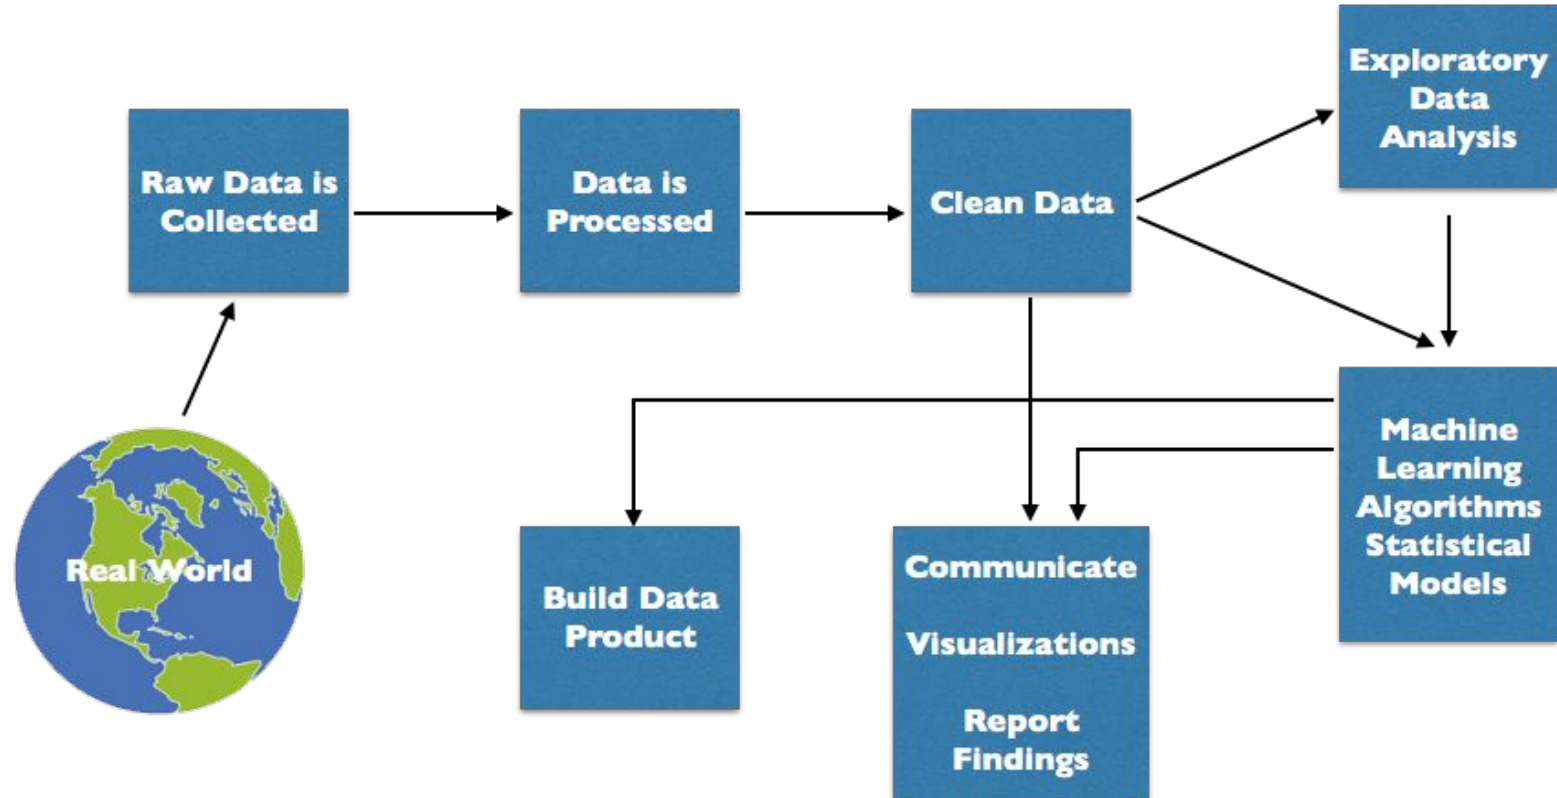 Raw Data is
Collected
Data is
Processed
Clean Data
Exploratory
Data
Analysis
Machine
Learning
Algorithms
Statistical
Models
Real World
Build Data
Product
Communicate
Visualizations
Report
Findings